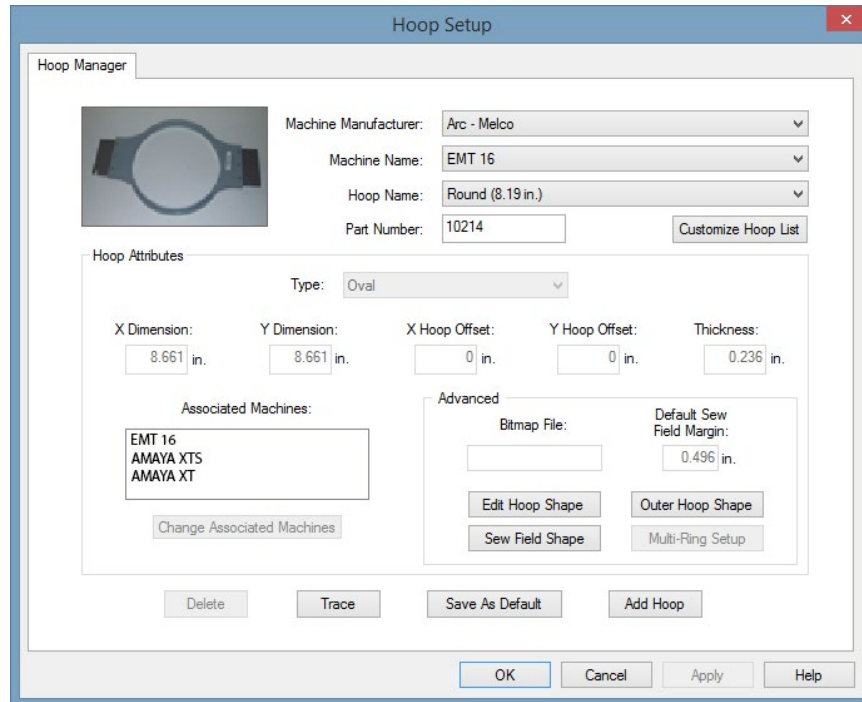 Hoop Setup
Hoop Manager
Machine Manufacturer: Arc - Melco
Machine Name: EMT 16
Hoop Name: Round (8.19 in.)
Part Number: 10214 Customize Hoop List
Hoop Attributes
Type: Oval
X Dimension: Y Dimension: X Hoop Offset: Y Hoop Offset: Thickness:
8.661 in. 8.661 in. 0 in. 0 in. 0.236 in.
Associated Machines:
EMT 16
AMAYA XTS
AMAYA XT
Change Associated Machines
Advanced
Bitmap File:
Default Sew
Field Margin:
0.496 in.
Edit Hoop Shape Outer Hoop Shape
Sew Field Shape Multi-Ring Setup
Delete Trace Save As Default Add Hoop
OK Cancel Apply Help